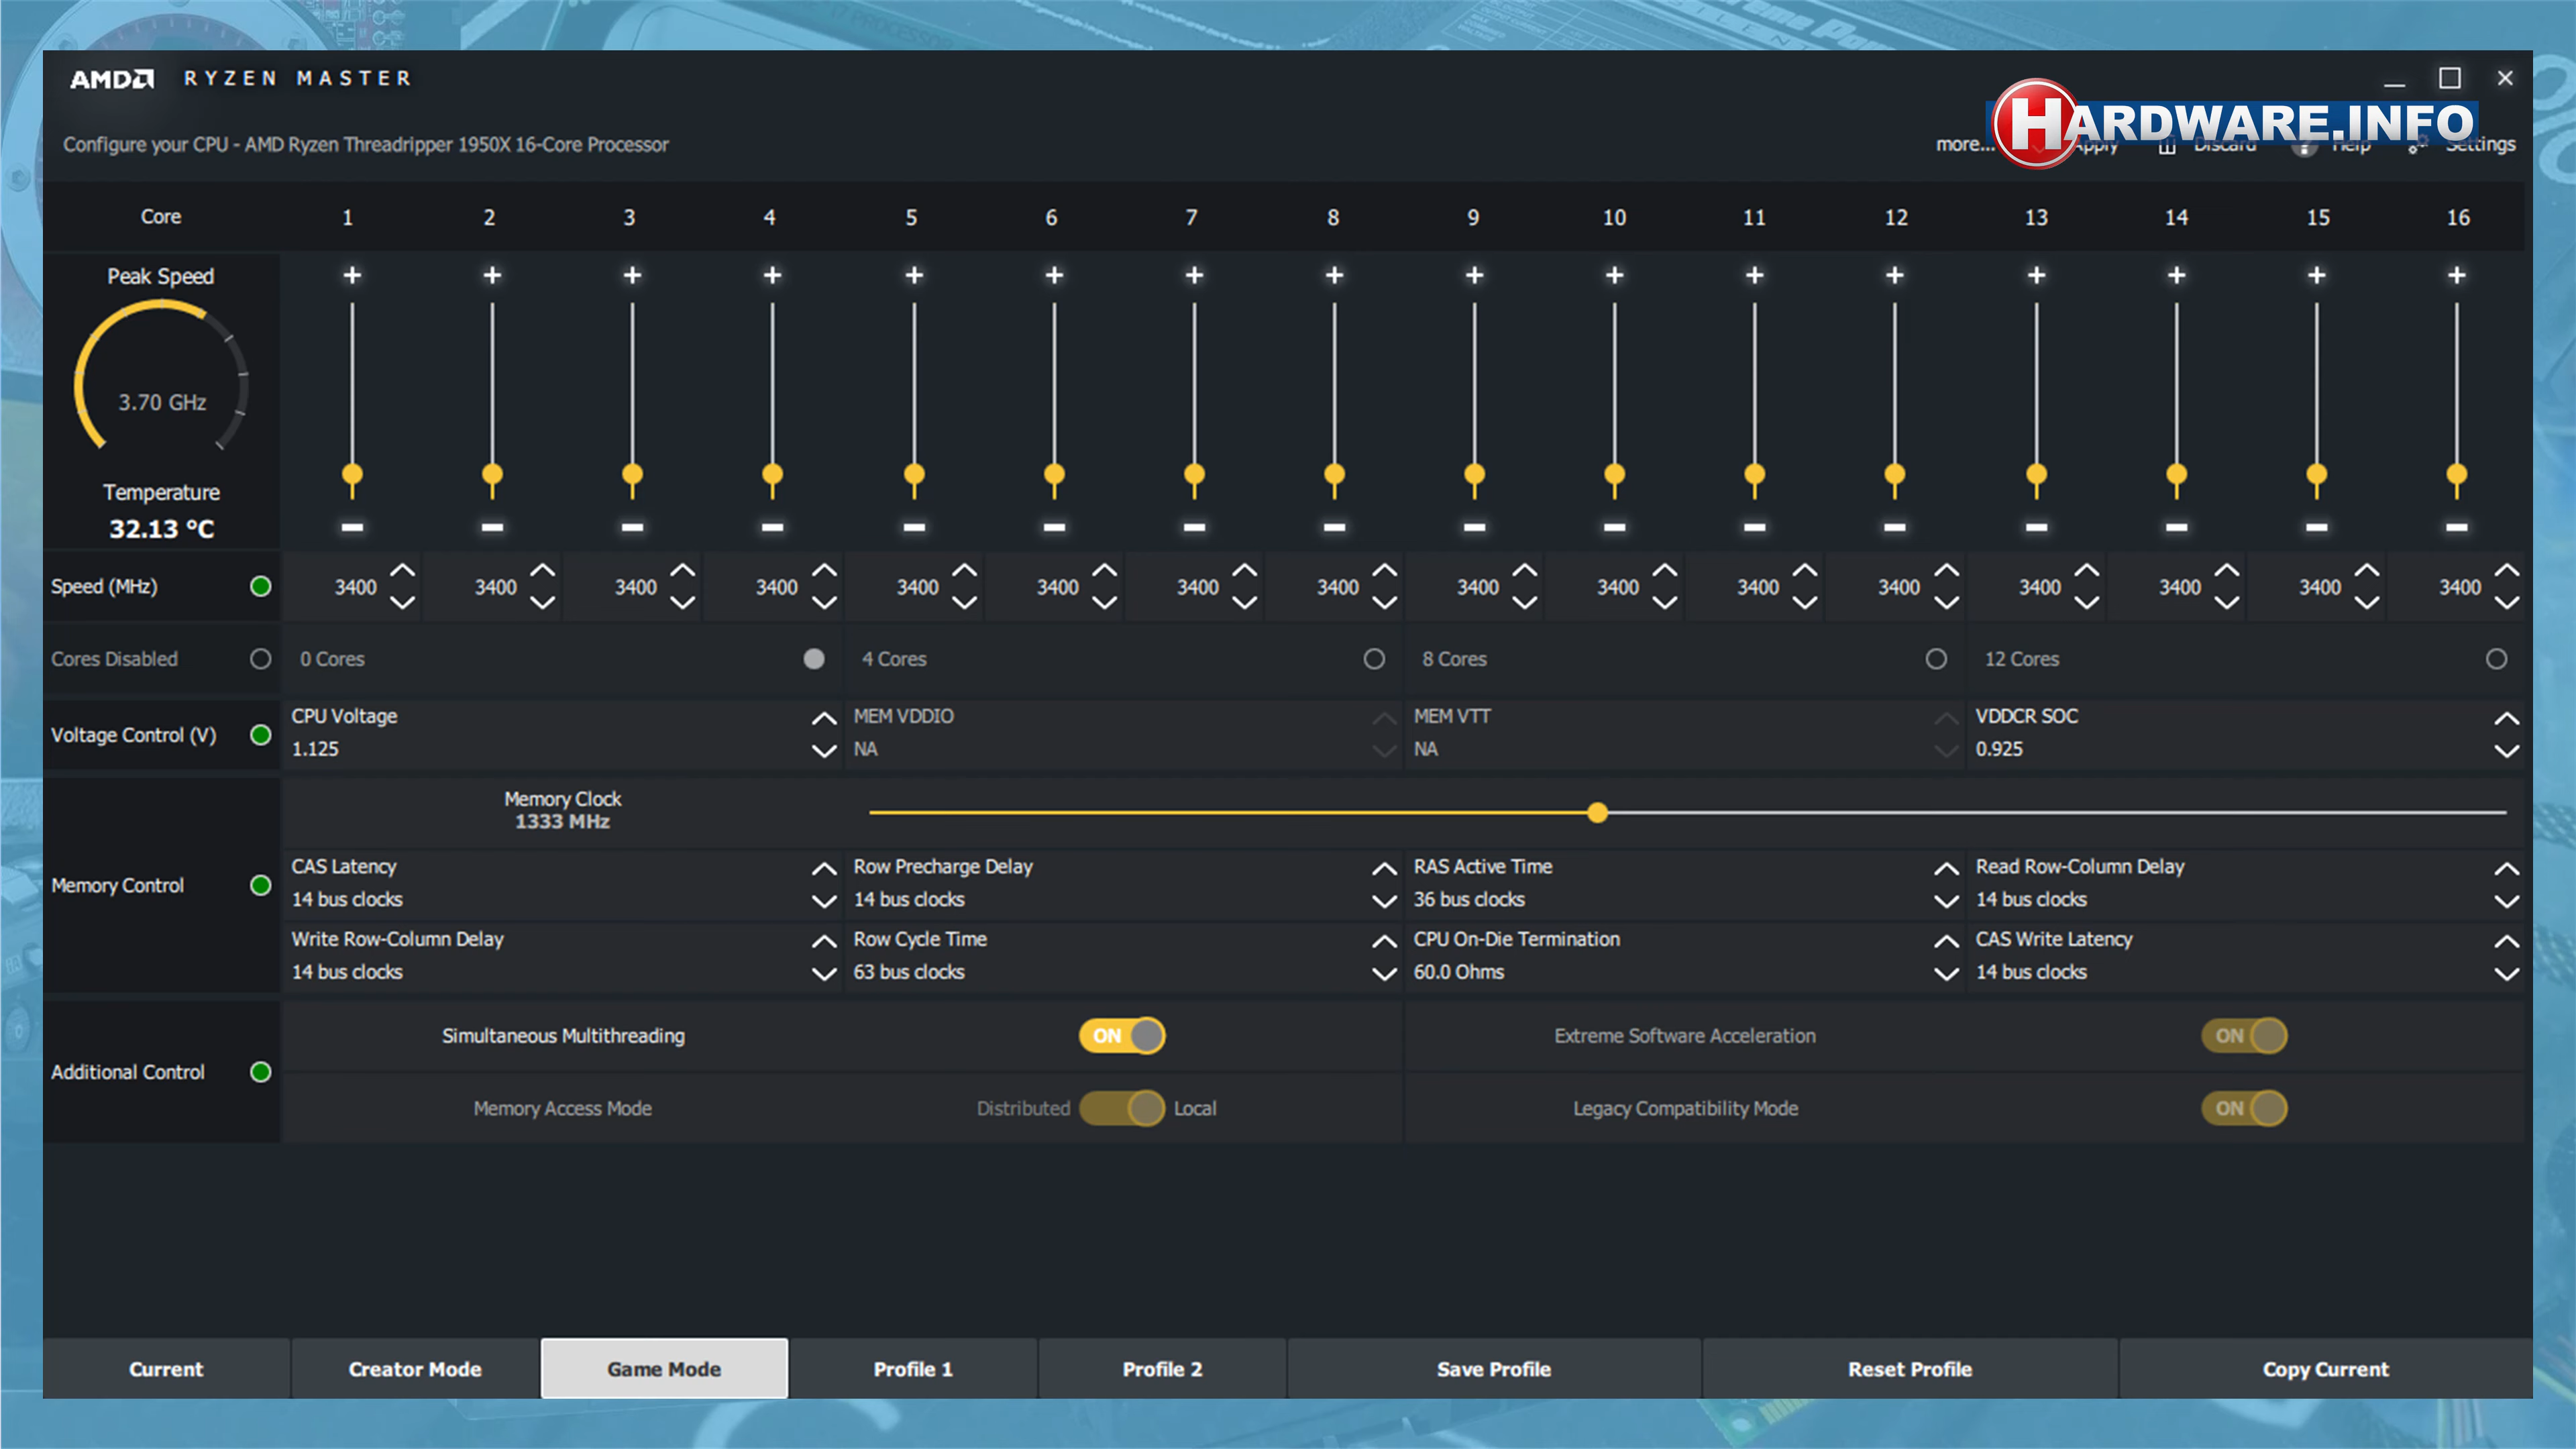 AMD RYZEN MASTER
HARDWARE.INFO
Configure your CPU - AMD Ryzen Threadripper 1950X 16-Core Processor
more... Apply Discard Help Settings
Core 1 2 3 4 5 6 7 8 9 10 11 12 13 14 15 16
Peak Speed
3.70 GHz
Temperature
32.13 °C
Speed (MHz) 3400 3400 3400 3400 3400 3400 3400 3400 3400 3400 3400 3400 3400 3400 3400 3400
Cores Disabled 0 Cores 4 Cores 8 Cores 12 Cores
Voltage Control (V)
CPU Voltage MEM VDDIO MEM VTT VDDCR SOC
1.125 NA NA 0.925
Memory Clock
1333 MHz
Memory Control
CAS Latency Row Precharge Delay RAS Active Time Read Row-Column Delay
14 bus clocks 14 bus clocks 36 bus clocks 14 bus clocks
Write Row-Column Delay Row Cycle Time CPU On-Die Termination CAS Write Latency
14 bus clocks 63 bus clocks 60.0 Ohms 14 bus clocks
Additional Control
Simultaneous Multithreading ON Extreme Software Acceleration ON
Memory Access Mode Distributed Local Legacy Compatibility Mode ON
Current Creator Mode Game Mode Profile 1 Profile 2 Save Profile Reset Profile Copy Current